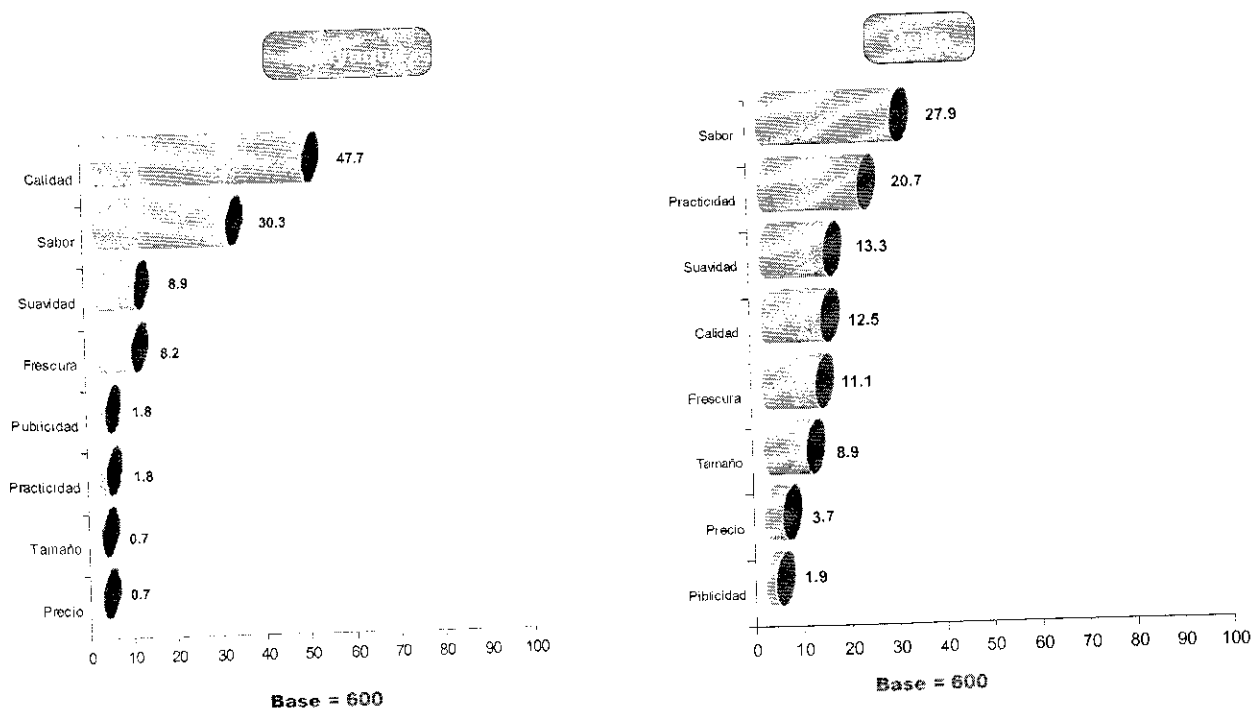 Calidad 47.7
Sabor 30.3
Suavidad 8.9
Frescura 8.2
Publicidad 1.8
Practicidad 1.8
Tamaño 0.7
Precio 0.7
0 10 20 30 40 50 60 70 80 90 100
Base = 600
Sabor 27.9
Practicidad 20.7
Suavidad 13.3
Calidad 12.5
Frescura 11.1
Tamaño 8.9
Precio 3.7
Piblicidad 1.9
0 10 20 30 40 50 60 70 80 90 100
Base = 600